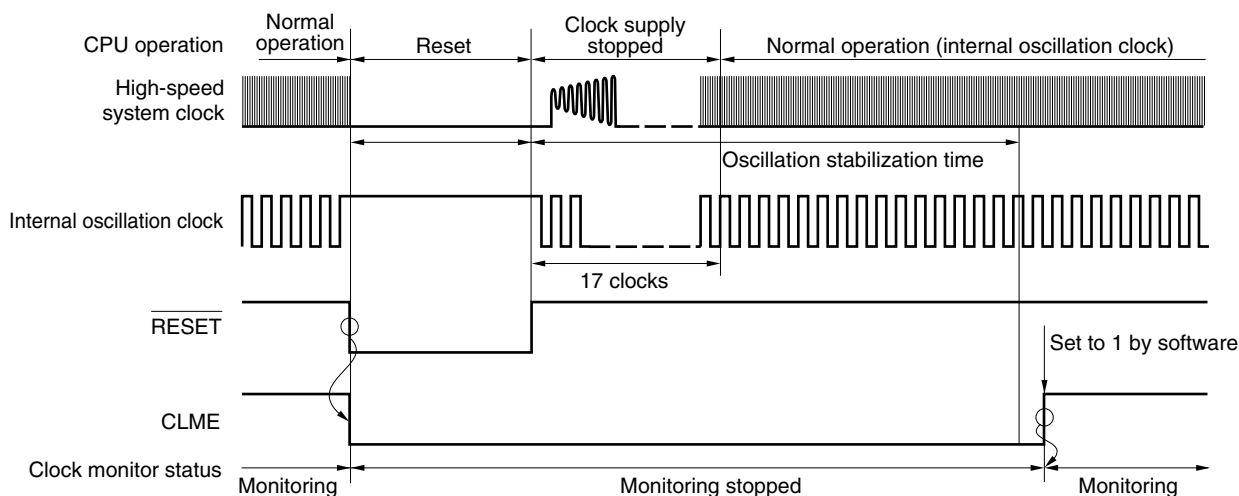 CPU operation
Normal
operation
Reset
Clock supply
stopped
Normal operation (internal oscillation clock)
High-speed
system clock
Oscillation stabilization time
Internal oscillation clock
17 clocks
RESET
Set to 1 by software
CLME
Clock monitor status
Monitoring
Monitoring stopped
Monitoring